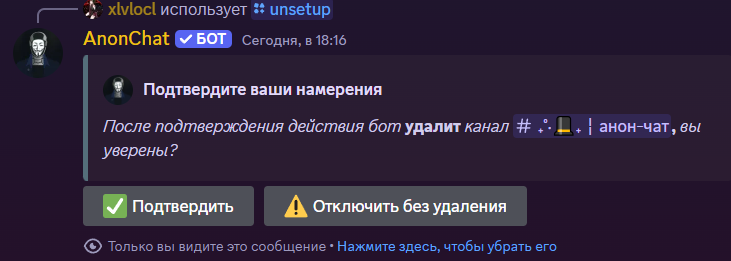 xlvlocl использует unsetup
AnonChat ✓ БОТ Сегодня, в 18:16
Подтвердите ваши намерения
После подтверждения действия бот удалит канал # ₊˚·🎩₊ | анон-чат, вы
уверены?
✅ Подтвердить ⚠️ Отключить без удаления
Только вы видите это сообщение • Нажмите здесь, чтобы убрать его